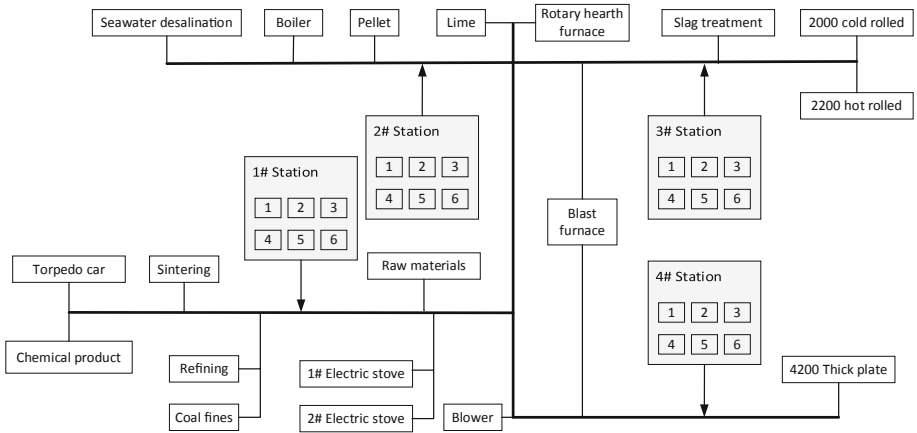 Seawater desalination
Boiler
Pellet
Lime
Rotary hearth
furnace
Slag treatment
2000 cold rolled
2200 hot rolled
2# Station
1 2 3
4 5 6
3# Station
1 2 3
4 5 6
1# Station
1 2 3
4 5 6
Blast
furnace
Torpedo car
Sintering
Raw materials
4# Station
1 2 3
4 5 6
Chemical product
Refining
1# Electric stove
4200 Thick plate
Coal fines
2# Electric stove
Blower